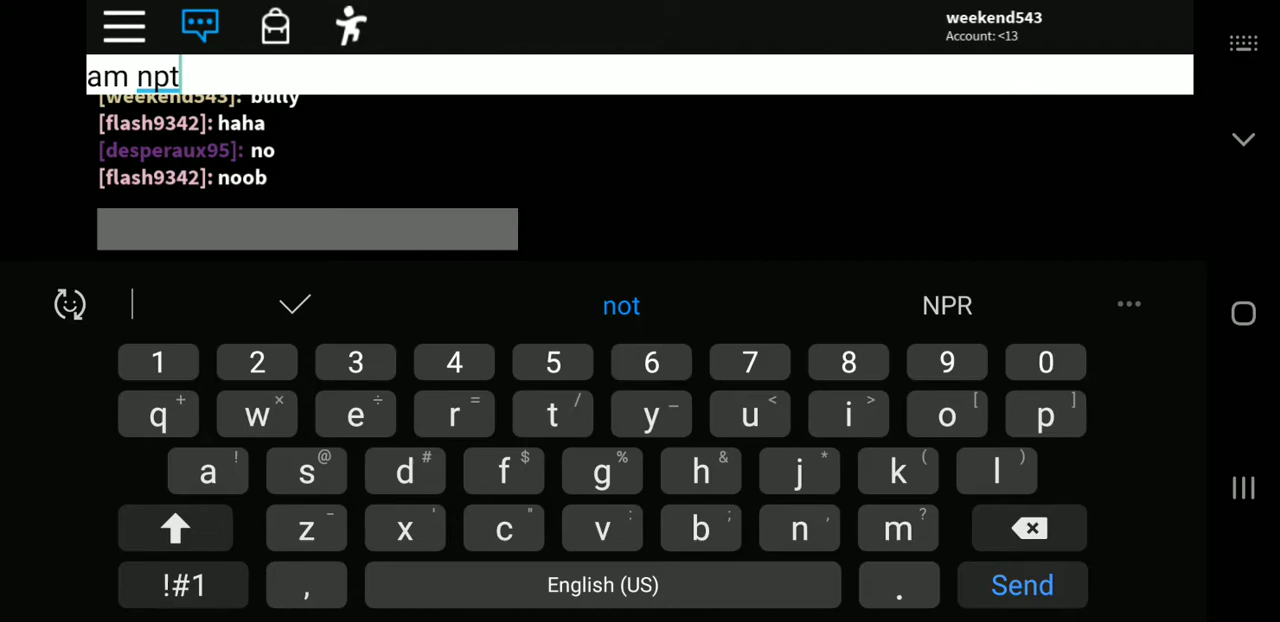 weekend543
Account: <13
am npt
[weekend543]: bully
[flash9342]: haha
[desperaux95]: no
[flash9342]: noob
not NPR
1 2 3 4 5 6 7 8 9 0
q + w × e ÷ r = t / y _ u < i > o [ p ]
a ! s @ d # f $ g % h & j * k ( l )
z - x ' c " v : b ; n , m ?
!#1 , English (US) . Send